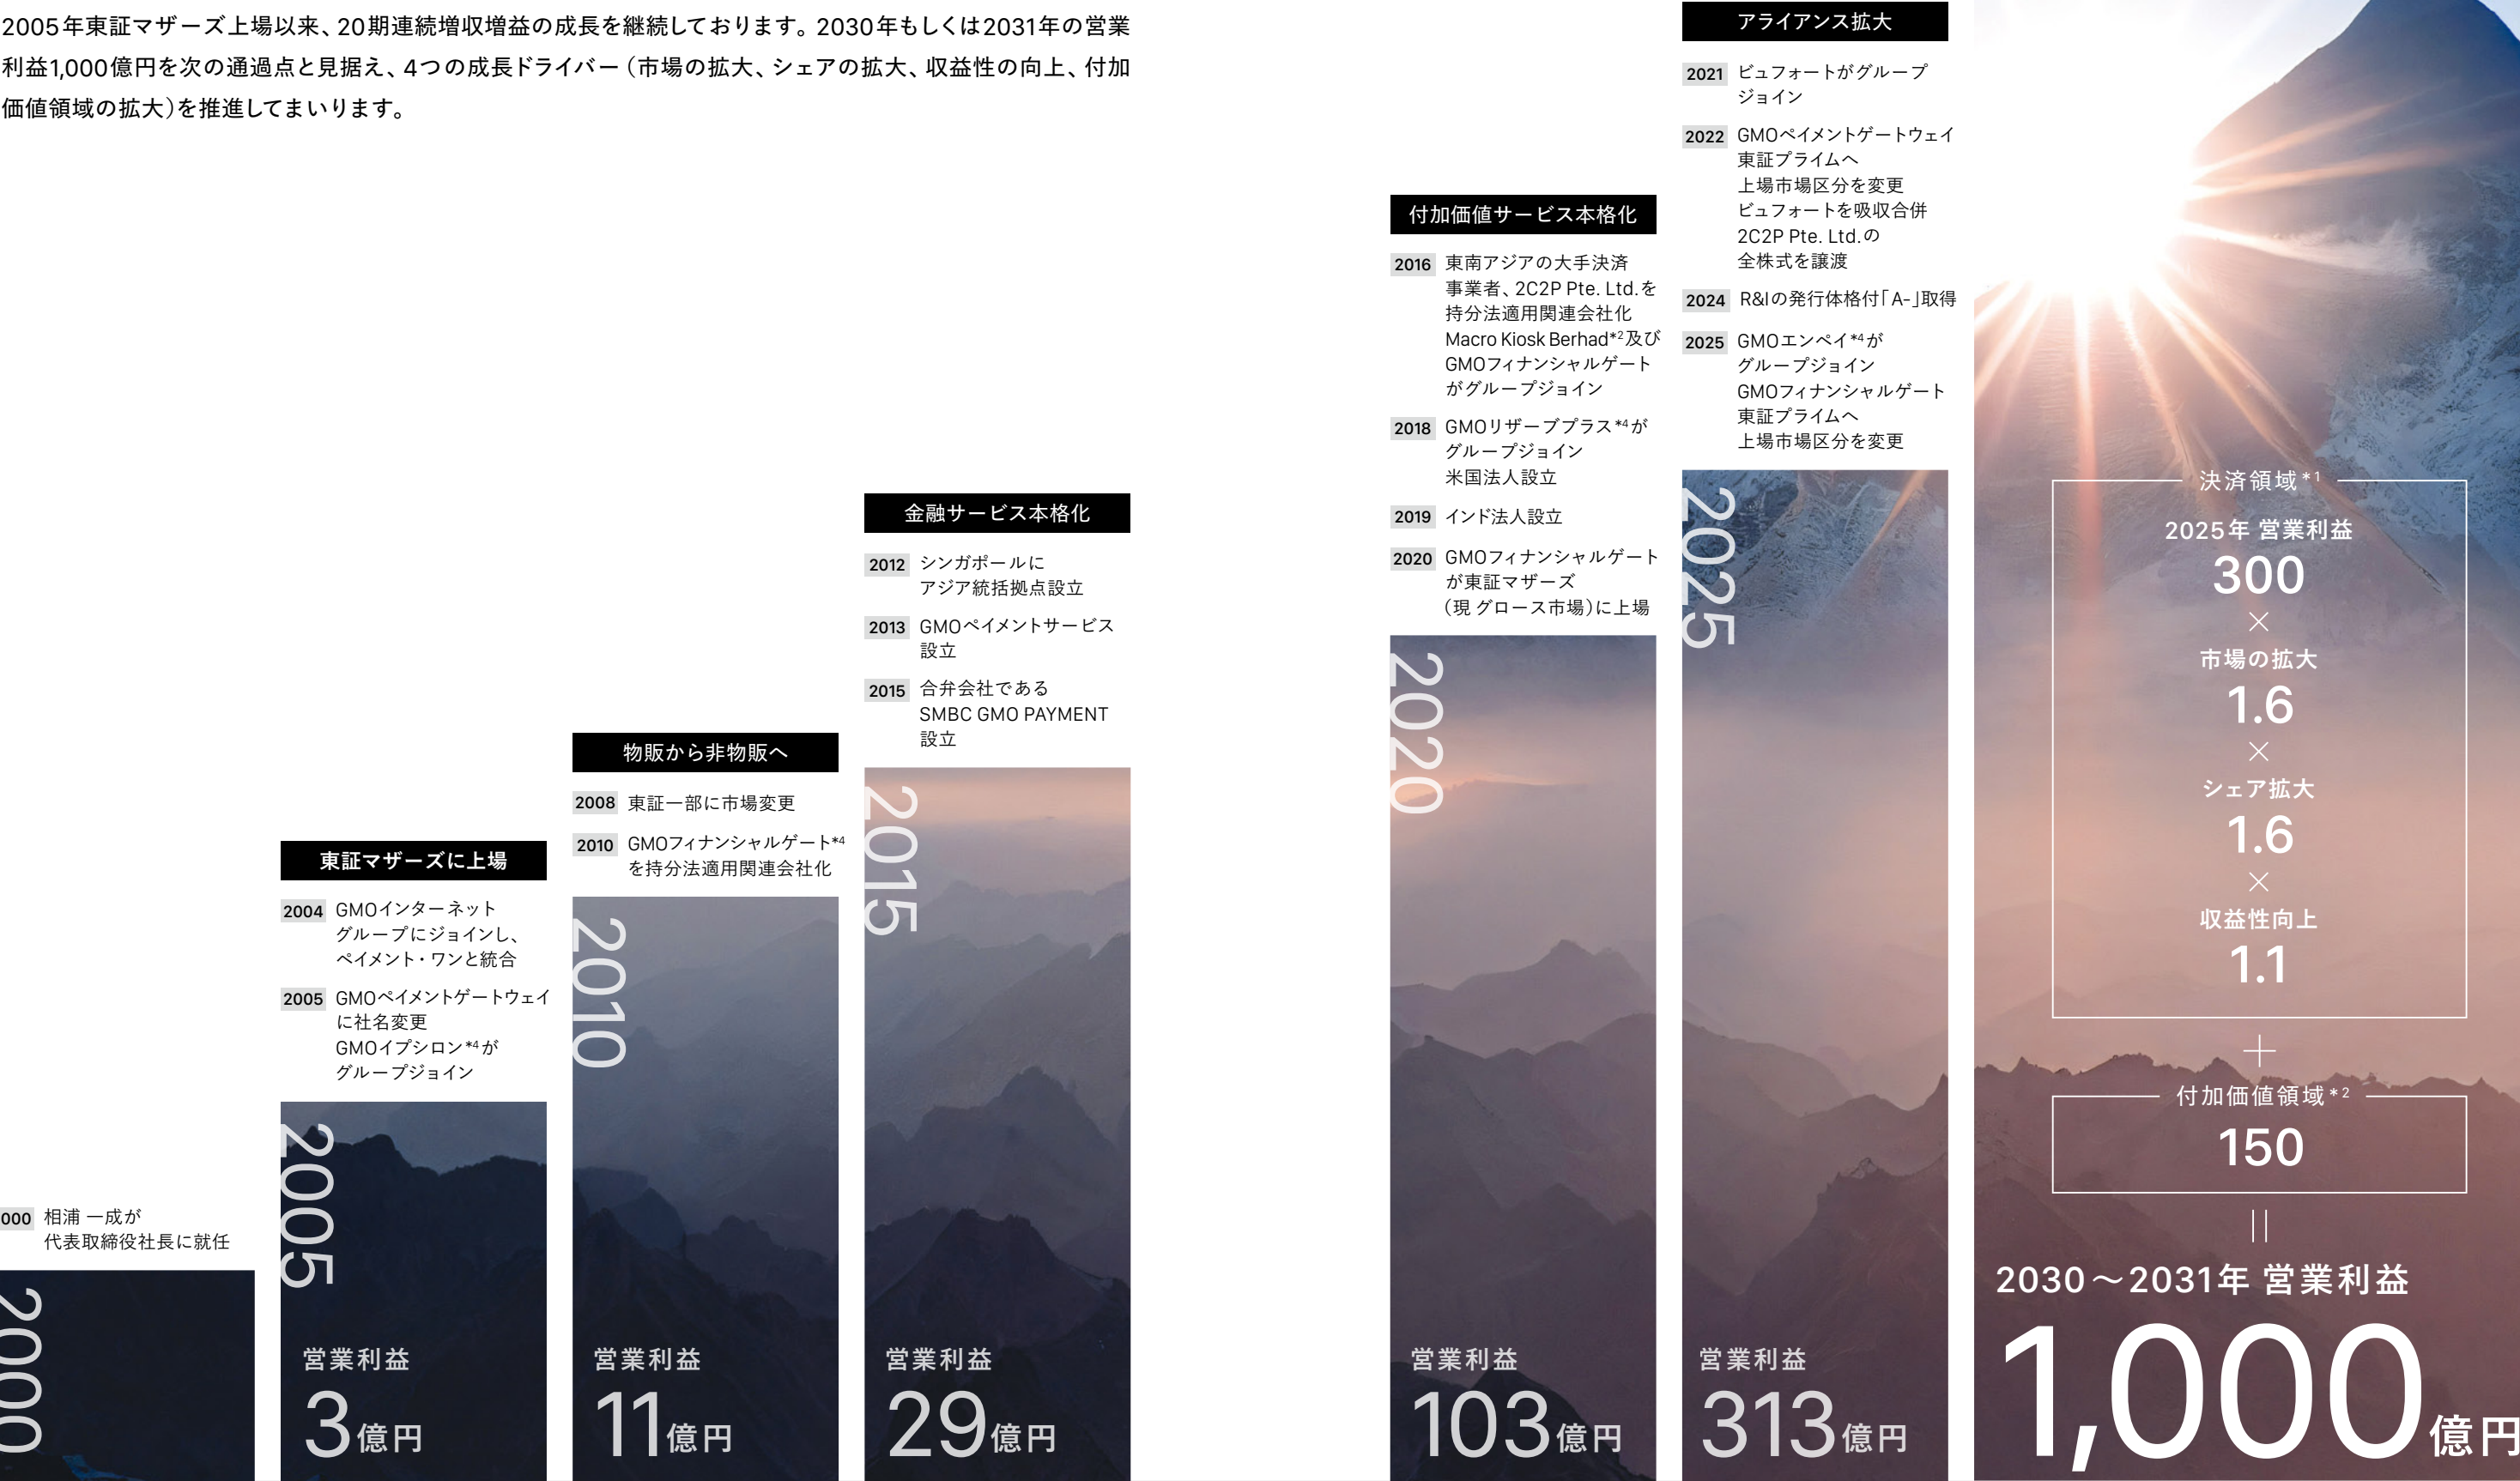 2005年東証マザーズ上場以来、20期連続増収増益の成長を継続しております。2030年もしくは2031年の営業
利益1,000億円を次の通過点と見据え、4つの成長ドライバー（市場の拡大、シェアの拡大、収益性の向上、付加
価値領域の拡大）を推進してまいります。
000 相浦 一成が
代表取締役社長に就任
2000
東証マザーズに上場
2004 GMOインターネット
グループにジョインし、
ペイメント・ワンと統合
2005 GMOペイメントゲートウェイ
に社名変更
GMOイプシロン*4が
グループジョイン
2005
営業利益
3億円
物販から非物販へ
2008 東証一部に市場変更
2010 GMOフィナンシャルゲート*4
を持分法適用関連会社化
2010
営業利益
11億円
金融サービス本格化
2012 シンガポールに
アジア統括拠点設立
2013 GMOペイメントサービス
設立
2015 合弁会社である
SMBC GMO PAYMENT
設立
2015
営業利益
29億円
付加価値サービス本格化
2016 東南アジアの大手決済
事業者、2C2P Pte. Ltd.を
持分法適用関連会社化
Macro Kiosk Berhad*2及び
GMOフィナンシャルゲート
がグループジョイン
2018 GMOリザーブプラス*4が
グループジョイン
米国法人設立
2019 インド法人設立
2020 GMOフィナンシャルゲート
が東証マザーズ
（現 グロース市場）に上場
2020
営業利益
103億円
アライアンス拡大
2021 ビュフォートがグループ
ジョイン
2022 GMOペイメントゲートウェイ
東証プライムへ
上場市場区分を変更
ビュフォートを吸収合併
2C2P Pte. Ltd.の
全株式を譲渡
2024 R&Iの発行体格付「A-」取得
2025 GMOエンペイ*4が
グループジョイン
GMOフィナンシャルゲート
東証プライムへ
上場市場区分を変更
2025
営業利益
313億円
決済領域*1
2025年 営業利益
300
×
市場の拡大
1.6
×
シェア拡大
1.6
×
収益性向上
1.1
＋
付加価値領域*2
150
||
2030～2031年 営業利益
1,000億円